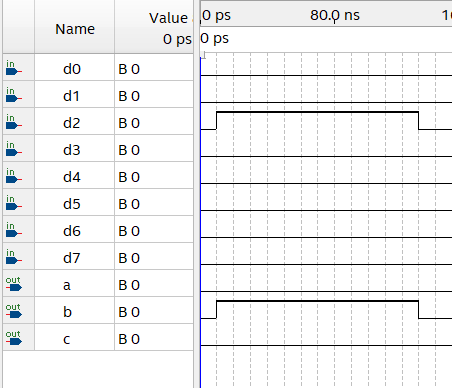 Name
Value
0 ps
0 ps
80.0 ns
10
0 ps
in d0 B 0
in d1 B 0
in d2 B 0
in d3 B 0
in d4 B 0
in d5 B 0
in d6 B 0
in d7 B 0
out a B 0
out b B 0
out c B 0